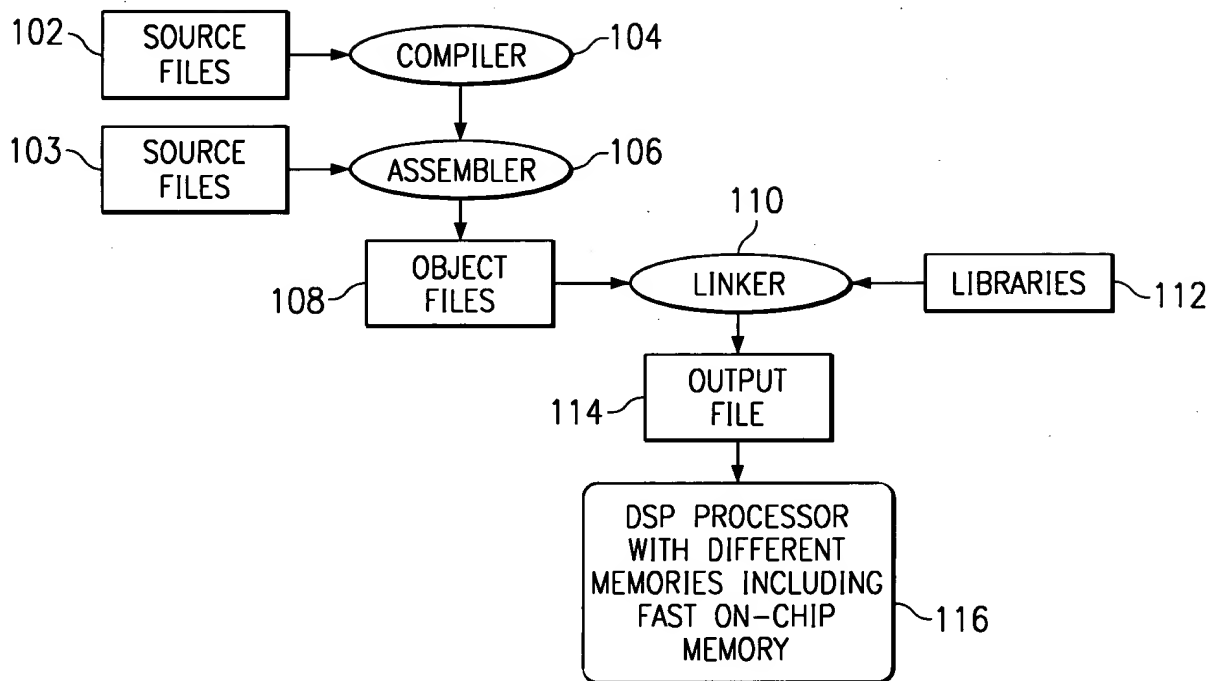 102
SOURCE
FILES
COMPILER
104
103
SOURCE
FILES
ASSEMBLER
106
108
OBJECT
FILES
110
LINKER
LIBRARIES
112
114
OUTPUT
FILE
DSP PROCESSOR
WITH DIFFERENT
MEMORIES INCLUDING
FAST ON-CHIP
MEMORY
116